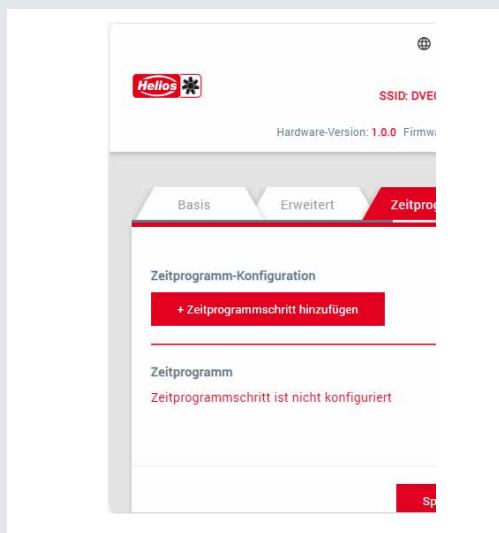 Helios
SSID: DVEC
Hardware-Version: 1.0.0 Firmwa
Basis Erweitert Zeitprog
Zeitprogramm-Konfiguration
+ Zeitprogrammschritt hinzufügen
Zeitprogramm
Zeitprogrammschritt ist nicht konfiguriert
Sp